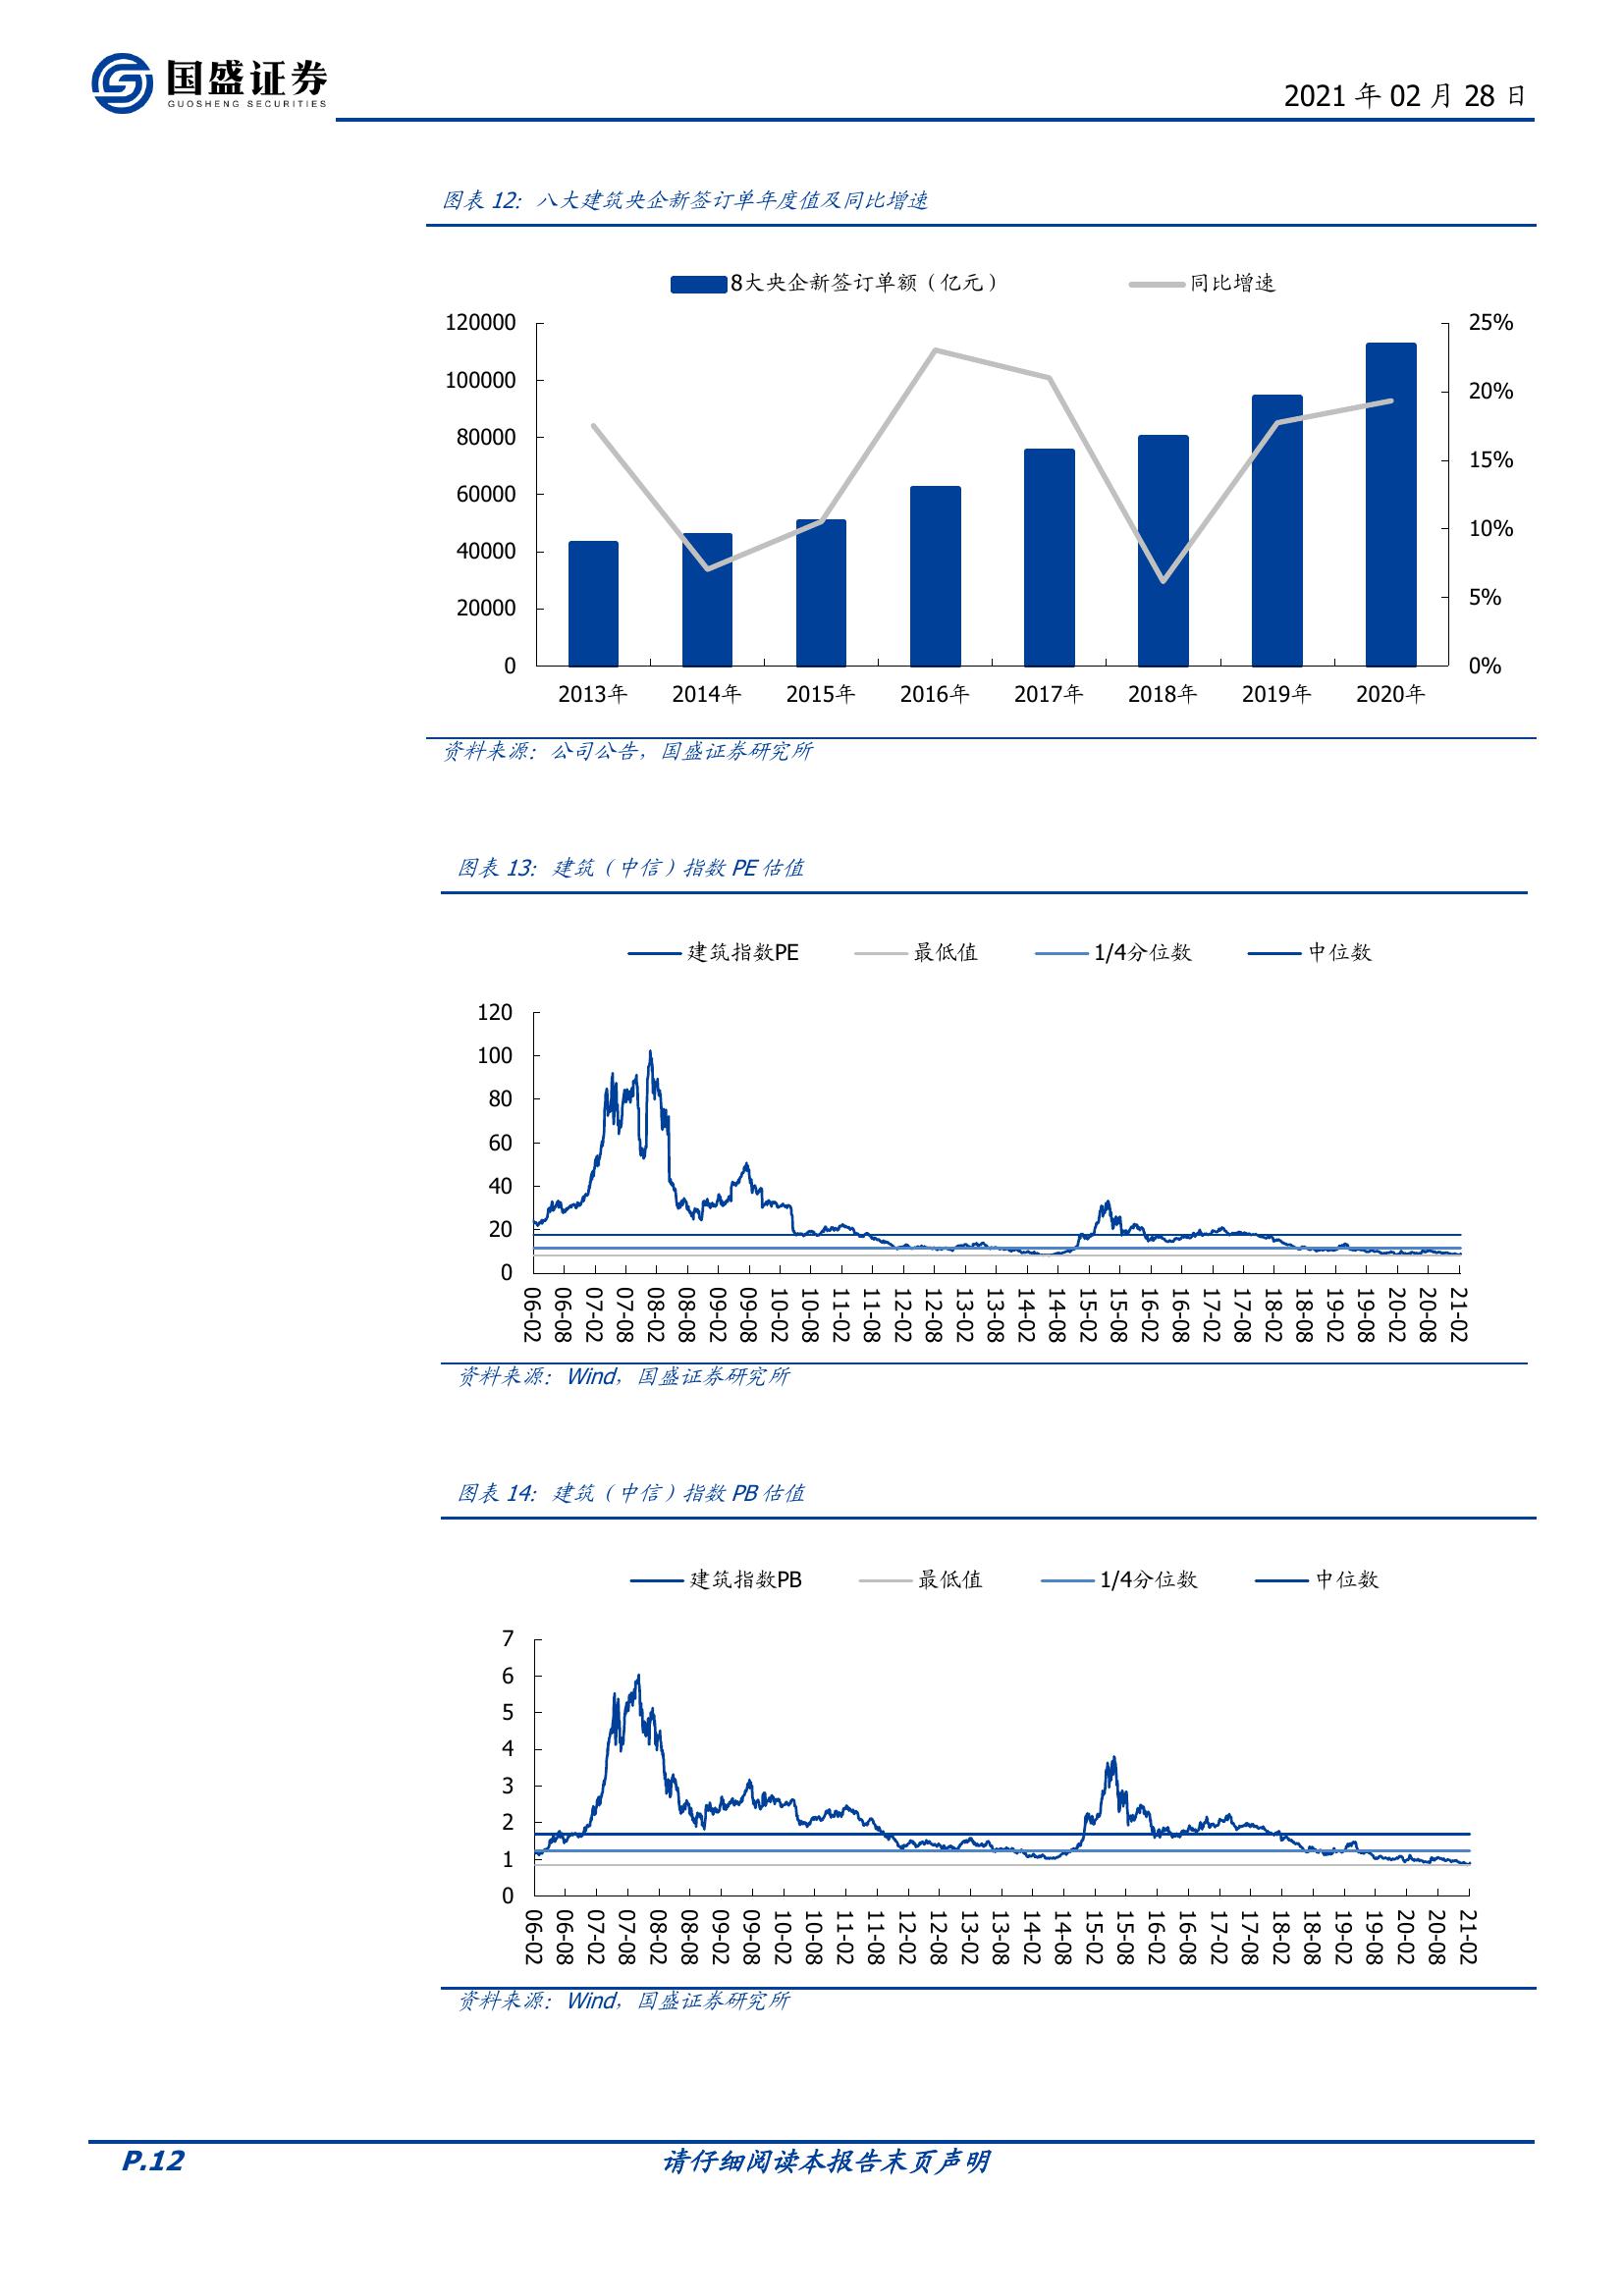 国盛证券
GUOSHENG SECURITIES
2021 年 02 月 28 日
图表 12：八大建筑央企新签订单年度值及同比增速
8大央企新签订单额（亿元） 同比增速
120000 25%
100000 20%
80000 15%
60000 10%
40000 5%
20000 0%
0
2013年 2014年 2015年 2016年 2017年 2018年 2019年 2020年
资料来源：公司公告，国盛证券研究所
图表 13：建筑（中信）指数 PE 估值
建筑指数PE 最低值 1/4分位数 中位数
120
100
80
60
40
20
0
06-02 06-08 07-02 07-08 08-02 08-08 09-02 09-08 10-02 10-08 11-02 11-08 12-02 12-08 13-02 13-08 14-02 14-08 15-02 15-08 16-02 16-08 17-02 17-08 18-02 18-08 19-02 19-08 20-02 20-08 21-02
资料来源：Wind，国盛证券研究所
图表 14：建筑（中信）指数 PB 估值
建筑指数PB 最低值 1/4分位数 中位数
7
6
5
4
3
2
1
0
06-02 06-08 07-02 07-08 08-02 08-08 09-02 09-08 10-02 10-08 11-02 11-08 12-02 12-08 13-02 13-08 14-02 14-08 15-02 15-08 16-02 16-08 17-02 17-08 18-02 18-08 19-02 19-08 20-02 20-08 21-02
资料来源：Wind，国盛证券研究所
P.12 请仔细阅读本报告末页声明